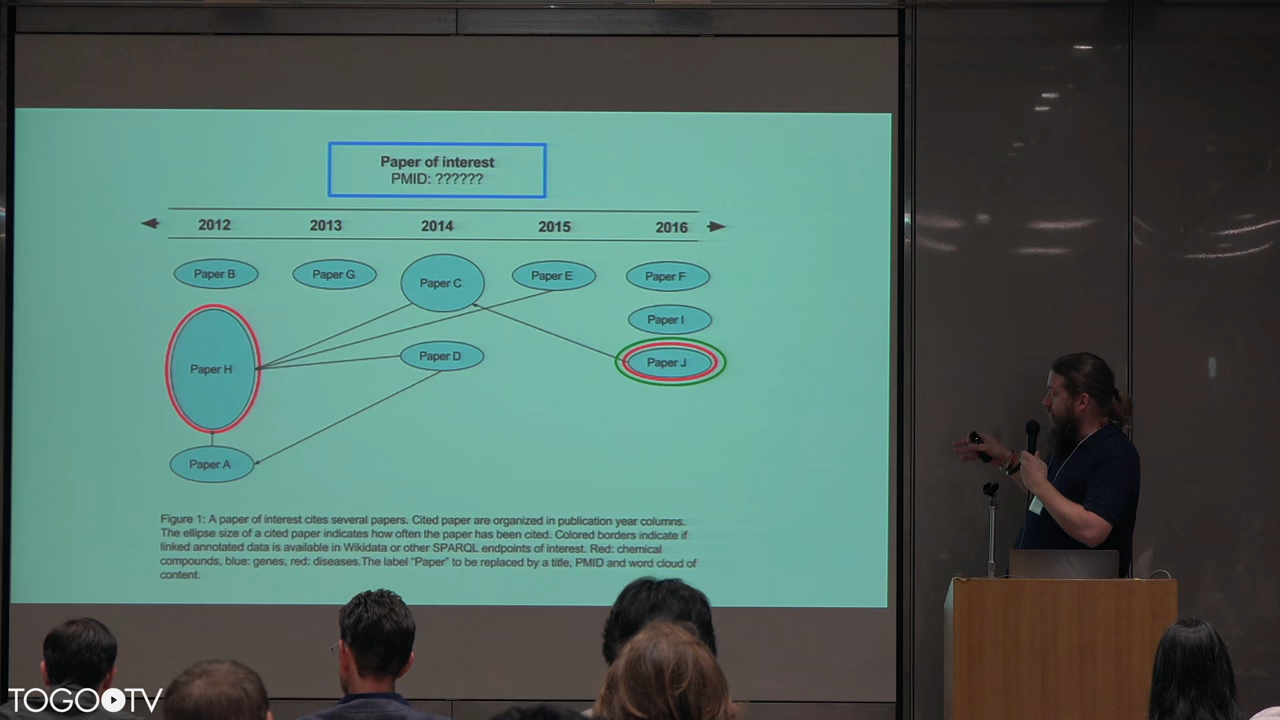 Paper of interest
PMID: ??????
2012 2013 2014 2015 2016
Paper B Paper G Paper C Paper E Paper F
Paper I
Paper H Paper D Paper J
Paper A
Figure 1: A paper of interest cites several papers. Cited paper are organized in publication year columns.
The ellipse size of a cited paper indicates how often the paper has been cited. Colored borders indicate if
linked annotated data is available in Wikidata or other SPARQL endpoints of interest. Red: chemical
compounds, blue: genes, red: diseases.The label "Paper" to be replaced by a title, PMID and word cloud of
content.
TOGOTV